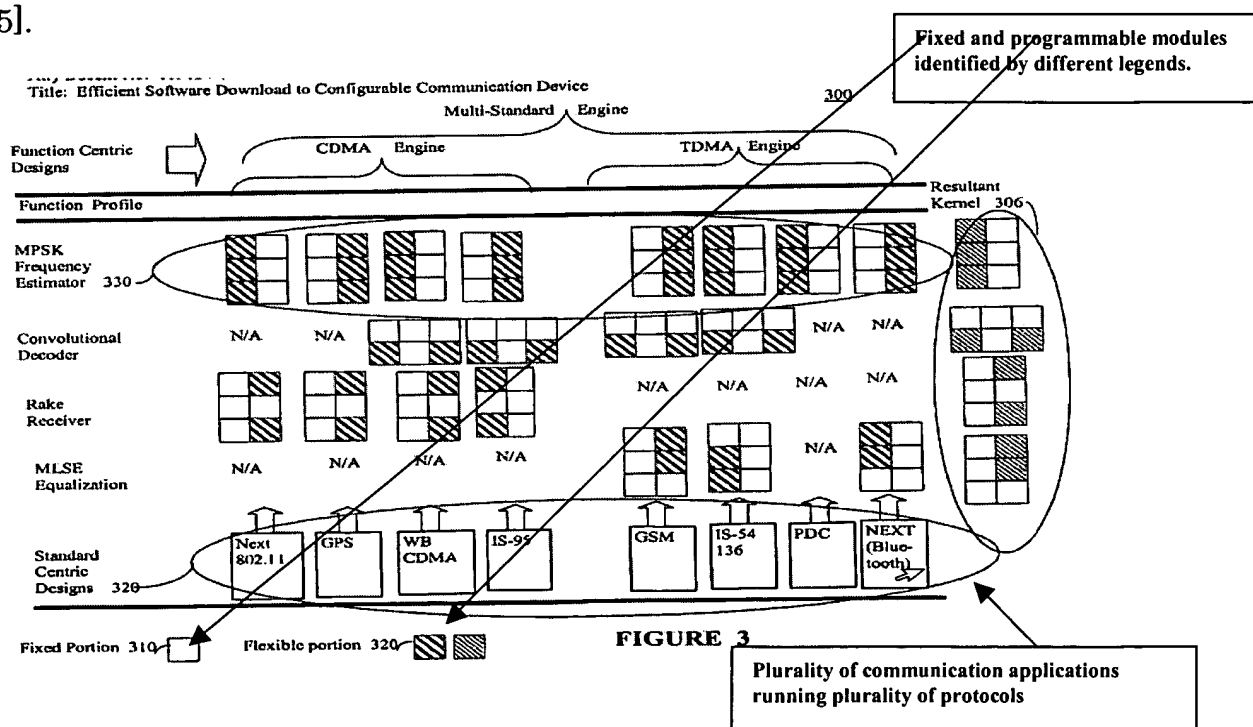 5].
Fixed and programmable modules
identified by different legends.
Title: Efficient Software Download to Configurable Communication Device
300
Multi-Standard Engine
Function Centric
Designs
CDMA Engine
TDMA Engine
Function Profile
Resultant
Kernel 306
MPSK
Frequency
Estimator 330
Convolutional
Decoder
N/A N/A N/A N/A
Rake
Receiver
N/A N/A N/A N/A
MLSE
Equalization
N/A N/A N/A N/A N/A
Standard
Centric
Designs 320
Next
802.11
GPS
WB
CDMA
IS-95
GSM
IS-54
136
PDC
NEXT
(Blue-
tooth)
Fixed Portion 310
Flexible portion 320
FIGURE 3
Plurality of communication applications
running plurality of protocols